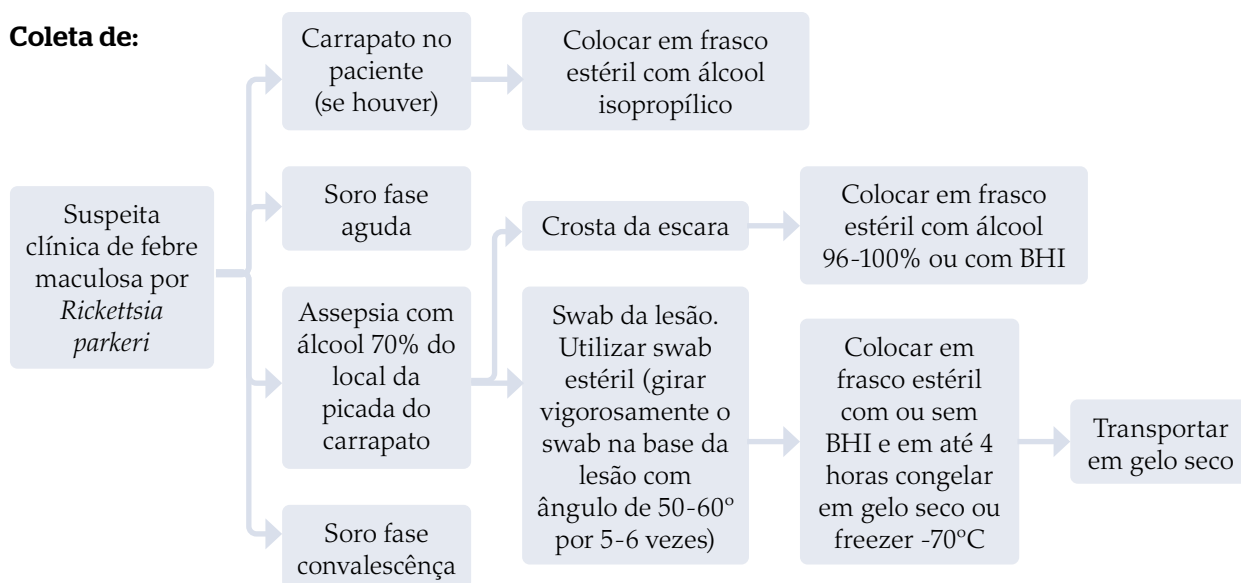 Coleta de:
Suspeita
clínica de febre
maculosa por
Rickettsia
parkeri
Carrapato no
paciente
(se houver)
Colocar em frasco
estéril com álcool
isopropílico
Soro fase
aguda
Assepsia com
álcool 70% do
local da
picada do
carrapato
Crosta da escara
Colocar em frasco
estéril com álcool
96-100% ou com BHI
Swab da lesão.
Utilizar swab
estéril (girar
vigorosamente o
swab na base da
lesão com
ângulo de 50-60º
por 5-6 vezes)
Colocar em
frasco estéril
com ou sem
BHI e em até 4
horas congelar
em gelo seco ou
freezer -70ºC
Transportar
em gelo seco
Soro fase
convalescênça